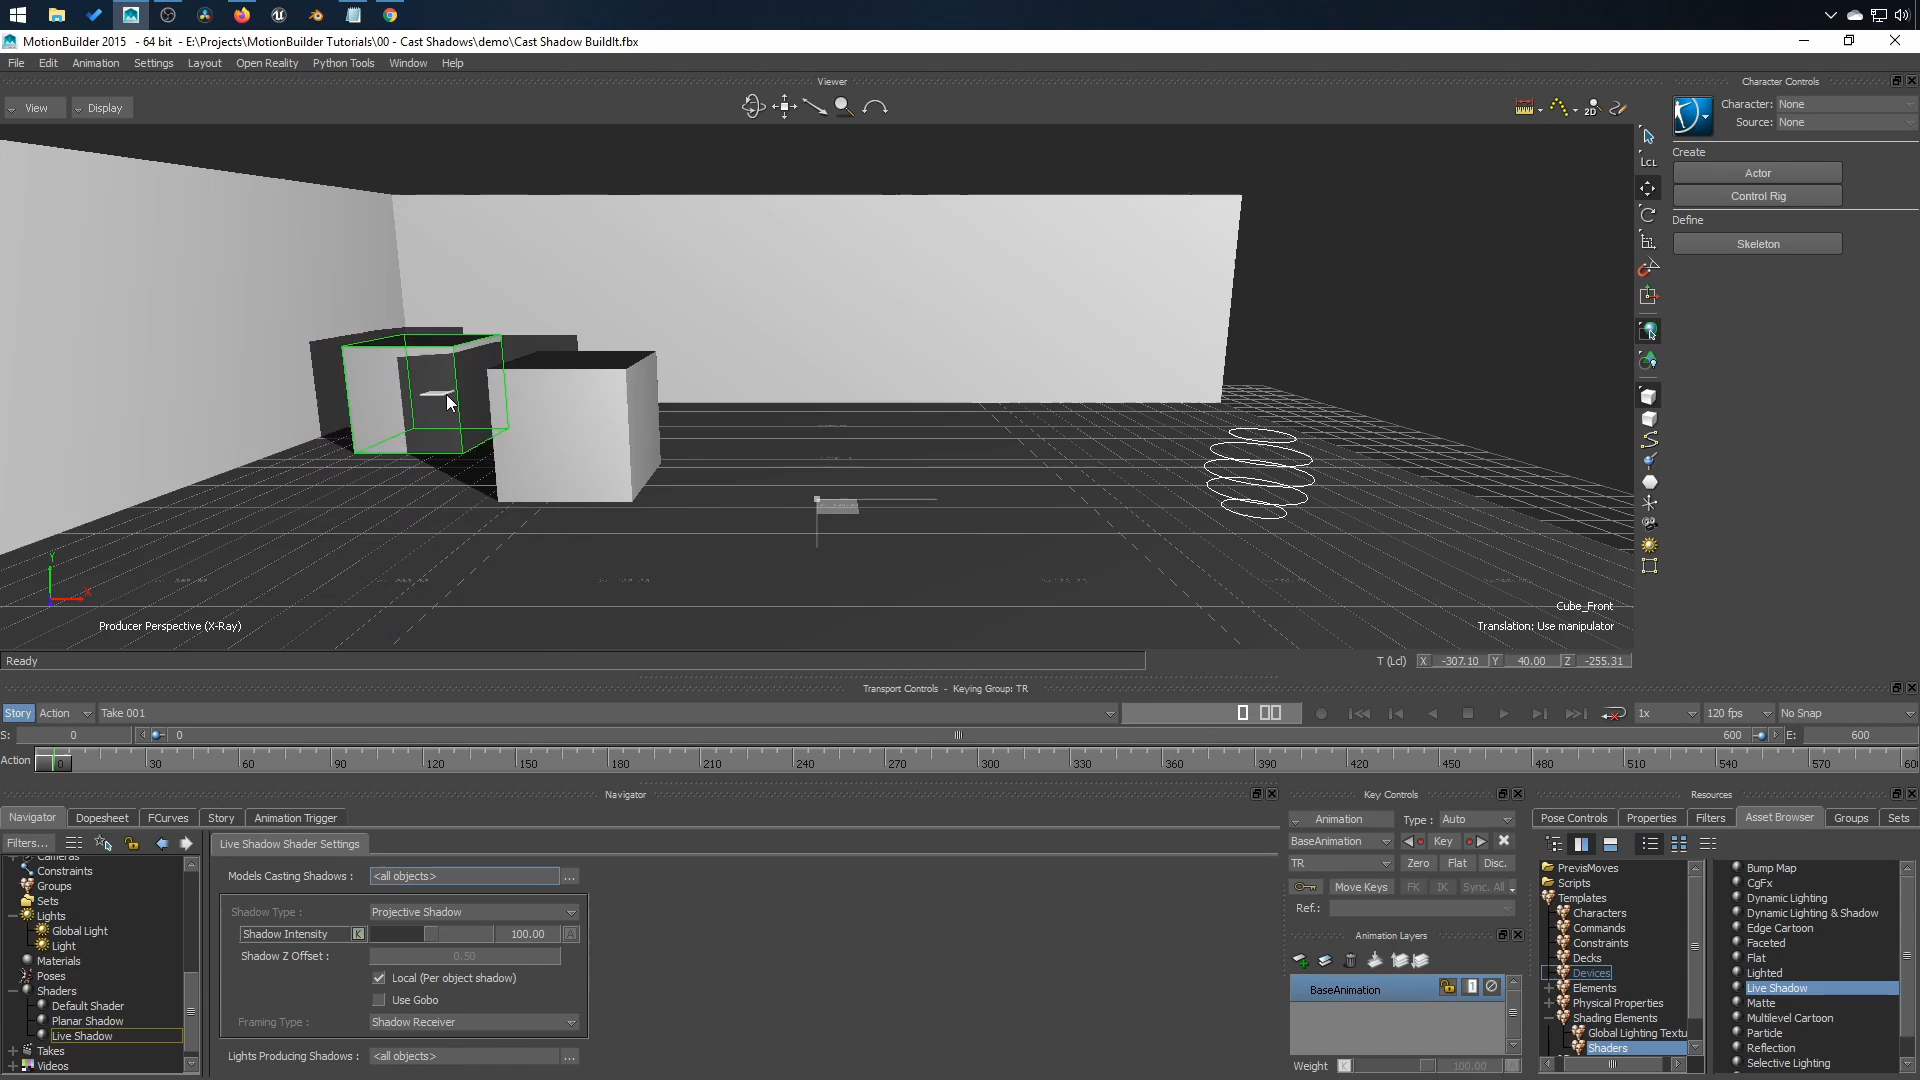 MotionBuilder 2015   - 64 bit  - E:\Projects\MotionBuilder Tutorials\00 - Cast Shadows\demo\Cast Shadow BuildIt.fbx
File Edit Animation Settings Layout Open Reality Python Tools Window Help
Viewer
Character Controls
View Display
2D
Character: None
Source: None
LCL
Create
Actor
Control Rig
Define
Skeleton
Y
X
Cube_Front
Producer Perspective (X-Ray)
Translation: Use manipulator
Ready
T (Lcl) X -307.10 Y 40.00 Z -255.31
Transport Controls  -  Keying Group: TR
Story Action Take 001 1x 120 fps No Snap
S: 0 0 600 E: 600
Action 0 30 60 90 120 150 180 210 240 270 300 330 360 390 420 450 480 510 540 570 60
Navigator
Key Controls
Resources
Navigator Dopesheet FCurves Story Animation Trigger
Animation Type : Auto
Pose Controls Properties Filters Asset Browser Groups Sets
Filters...
Live Shadow Shader Settings
BaseAnimation Key
TR Zero Flat Disc.
Move Keys FK IK Sync. All
Ref.:
Cameras
Constraints
Groups
Sets
Lights
Global Light
Light
Materials
Poses
Shaders
Default Shader
Planar Shadow
Live Shadow
Takes
Videos
Models Casting Shadows : <all objects> ...
Shadow Type : Projective Shadow
Shadow Intensity K 100.00 A
Shadow Z Offset : 0.50
Local (Per object shadow)
Use Gobo
Framing Type : Shadow Receiver
Lights Producing Shadows : <all objects> ...
Animation Layers
BaseAnimation 1
Weight K 100.00 A
PrevisMoves
Scripts
Templates
Characters
Commands
Constraints
Decks
Devices
Elements
Physical Properties
Shading Elements
Global Lighting Textu
Shaders
Bump Map
CgFx
Dynamic Lighting
Dynamic Lighting & Shadow
Edge Cartoon
Faceted
Flat
Lighted
Live Shadow
Matte
Multilevel Cartoon
Particle
Reflection
Selective Lighting